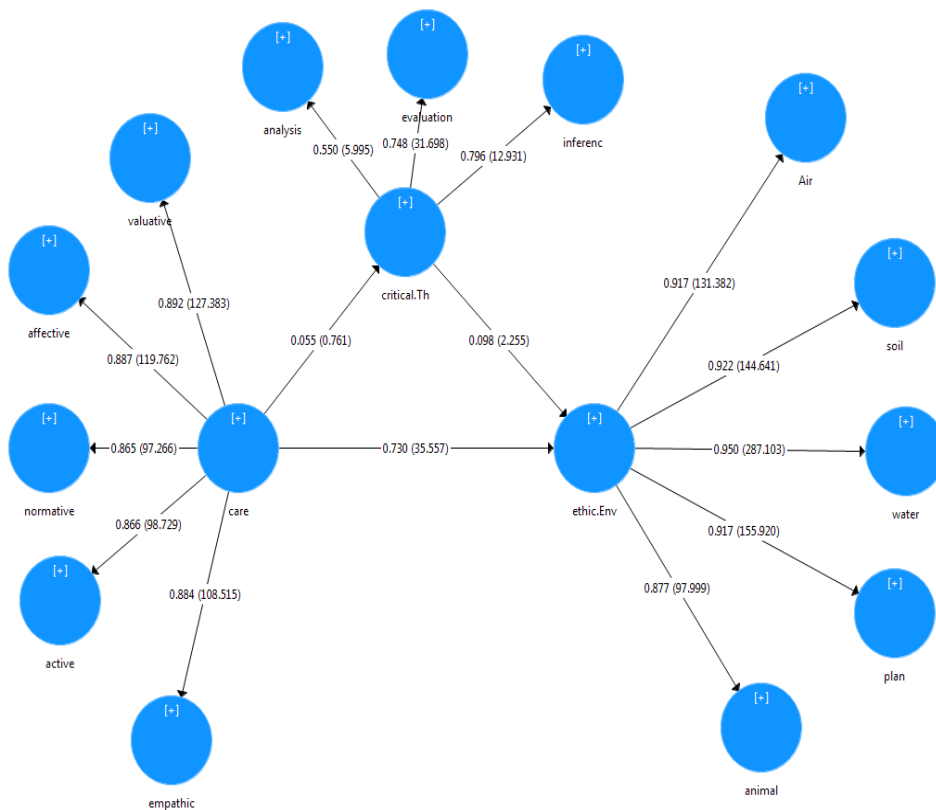 [+]
evaluation
[+]
analysis
[+]
inferenc
[+]
Air
[+]
valuative
0.550 (5.995)
0.748 (31.698)
0.796 (12.931)
[+]
critical.Th
[+]
affective
0.892 (127.383)
0.917 (131.382)
[+]
soil
0.887 (119.762)
0.055 (0.761)
0.098 (2.255)
0.922 (144.641)
[+]
normative
0.865 (97.266)
[+]
care
0.730 (35.557)
[+]
ethic.Env
0.950 (287.103)
[+]
water
0.866 (98.729)
0.917 (155.920)
[+]
active
0.884 (108.515)
0.877 (97.999)
[+]
plan
[+]
empathic
[+]
animal